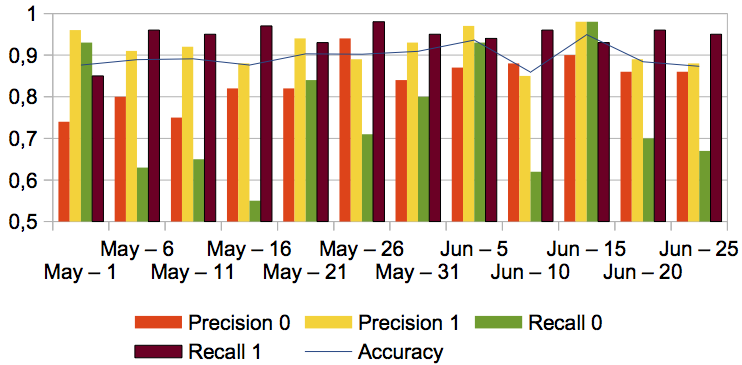 1
0,9
0,8
0,7
0,6
0,5
May – 6 May – 16 May – 26 Jun – 5 Jun – 15 Jun – 25
May – 1 May – 11 May – 21 May – 31 Jun – 10 Jun – 20
Precision 0 Precision 1 Recall 0
Recall 1 Accuracy